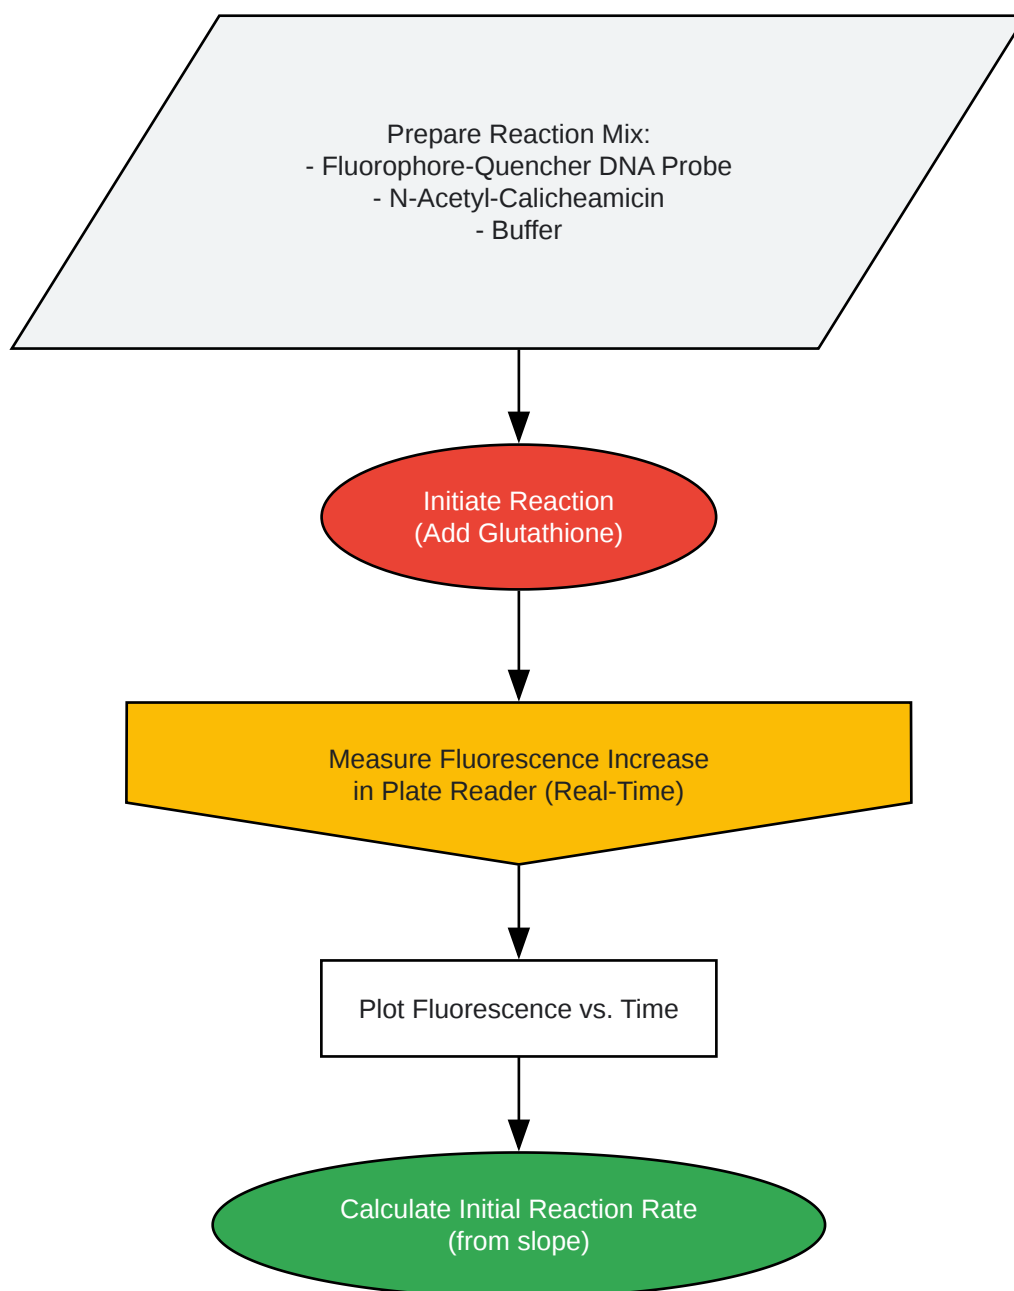 Prepare Reaction Mix:
- Fluorophore-Quencher DNA Probe
- N-Acetyl-Calicheamicin
- Buffer
Initiate Reaction
(Add Glutathione)
Measure Fluorescence Increase
in Plate Reader (Real-Time)
Plot Fluorescence vs. Time
Calculate Initial Reaction Rate
(from slope)